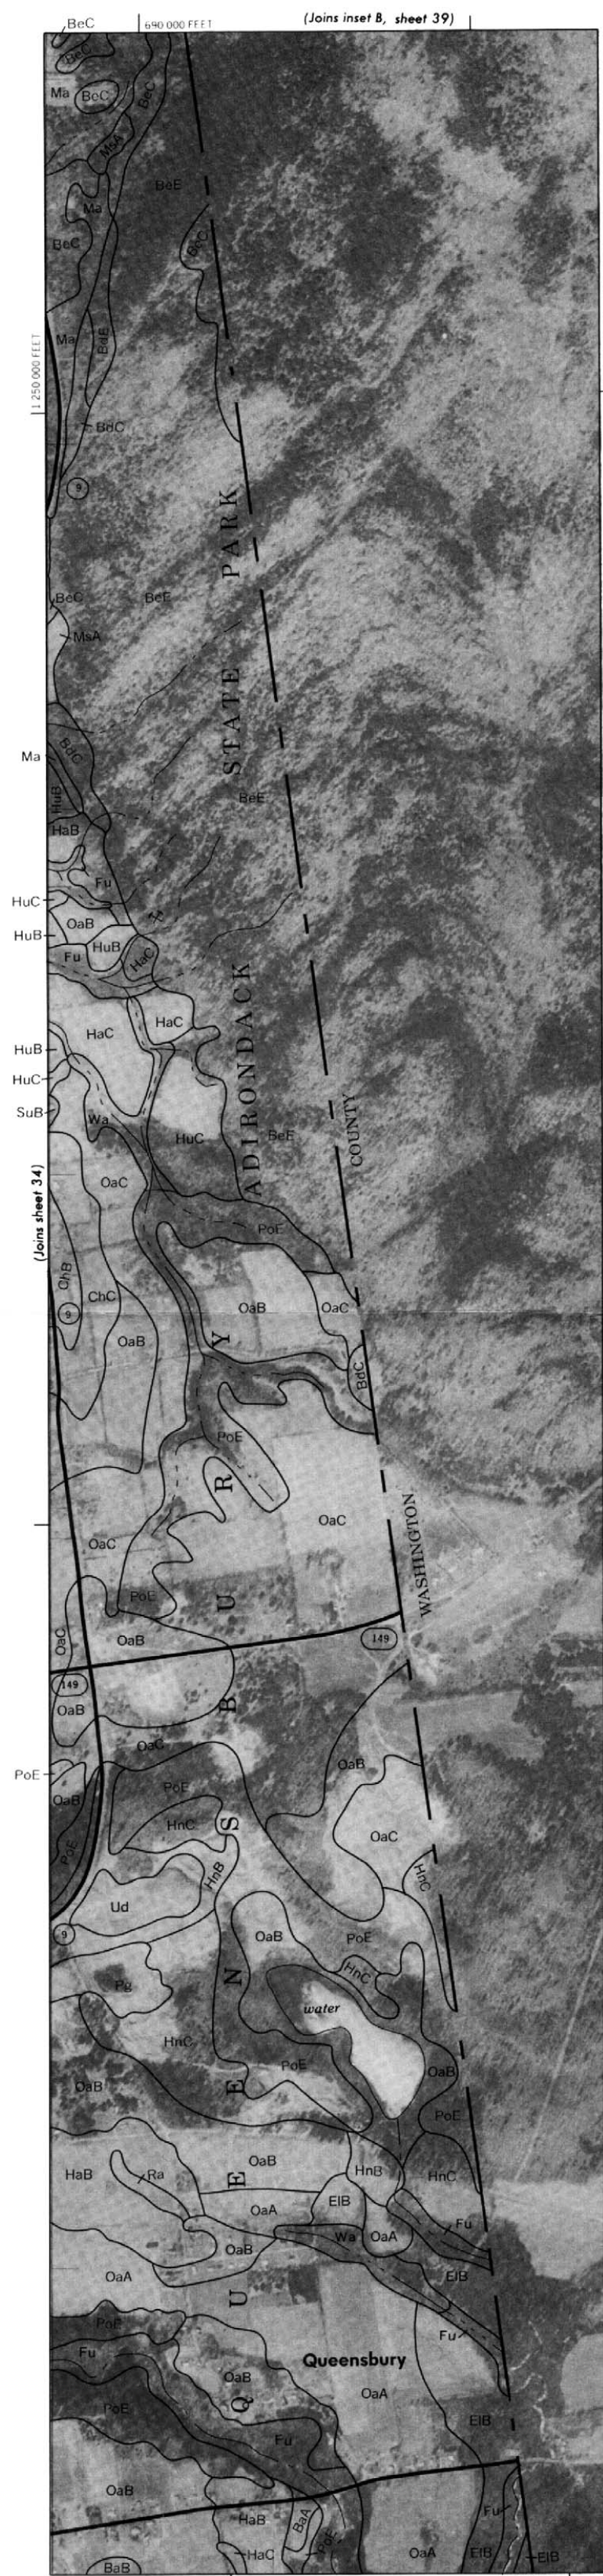 BeC
690 000 FEET
(Joins inset B, sheet 39)
BeC
Ma
BeC
BeC
MsA
BeE
Ma
BeC
BeC
Ma
BdE
1 250 000 FEET
BdC
9
BeC
BeE
MsA
BdC
Ma
HuB
BeE
HaB
Fu
HuC
OaB
HuB
HuB
HaC
Fu
HaC
HaC
HuB
HuC
SuB
Wa
HuC
BeE
COUNTY
OaC
(Joins sheet 34)
PoE
ChB
ChC
OaB
OaC
9
OaB
BdC
PoE
OaC
OaC
WASHINGTON
PoE
OaC
OaB
149
149
OaB
OaC
OaB
PoE
PoE
OaB
HnC
OaC
PoE
HnB
HnC
Ud
9
OaB
PoE
HnC
Pg
water
HnC
PoE
OaB
OaB
PoE
HaB
Ra
OaB
HnB
HnC
OaA
ElB
Fu
Wa
OaA
OaB
OaA
ElB
PoE
Fu
Fu
Queensbury
OaB
OaA
PoE
Fu
ElB
OaB
HaB
BaA
Fu
PoE
HaC
OaA
ElB
ElB
BaB
ADIRONDACK STATE PARK
QUEENSBURY